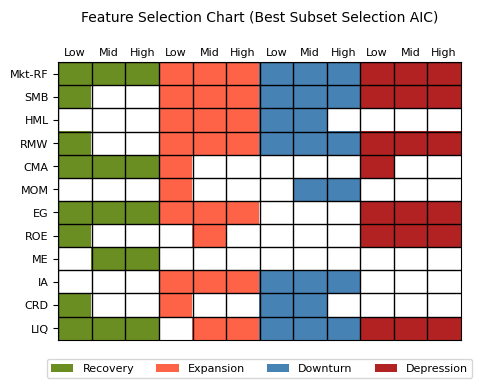 Feature Selection Chart (Best Subset Selection AIC)
Low Mid High Low Mid High Low Mid High Low Mid High
Mkt-RF
SMB
HML
RMW
CMA
MOM
EG
ROE
ME
IA
CRD
LIQ
Recovery Expansion Downturn Depression